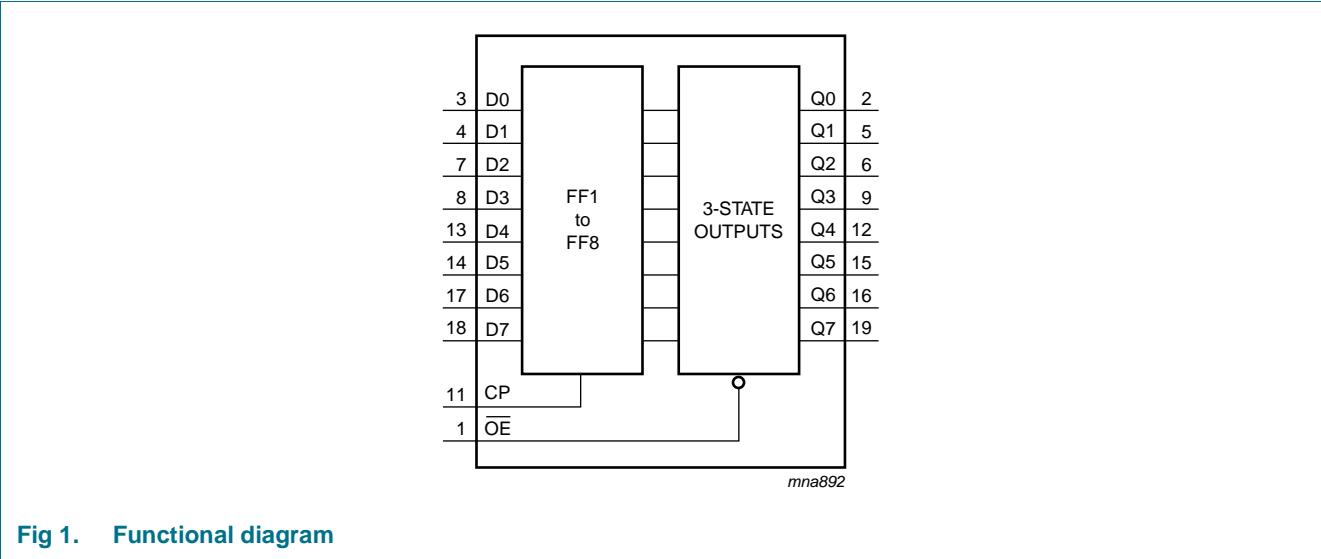 3 D0 Q0 2
4 D1 Q1 5
7 D2 Q2 6
8 D3 FF1 Q3 9
to 3-STATE
13 D4 FF8 OUTPUTS Q4 12
14 D5 Q5 15
17 D6 Q6 16
18 D7 Q7 19
11 CP
1 O̅E̅
mna892
Fig 1. Functional diagram